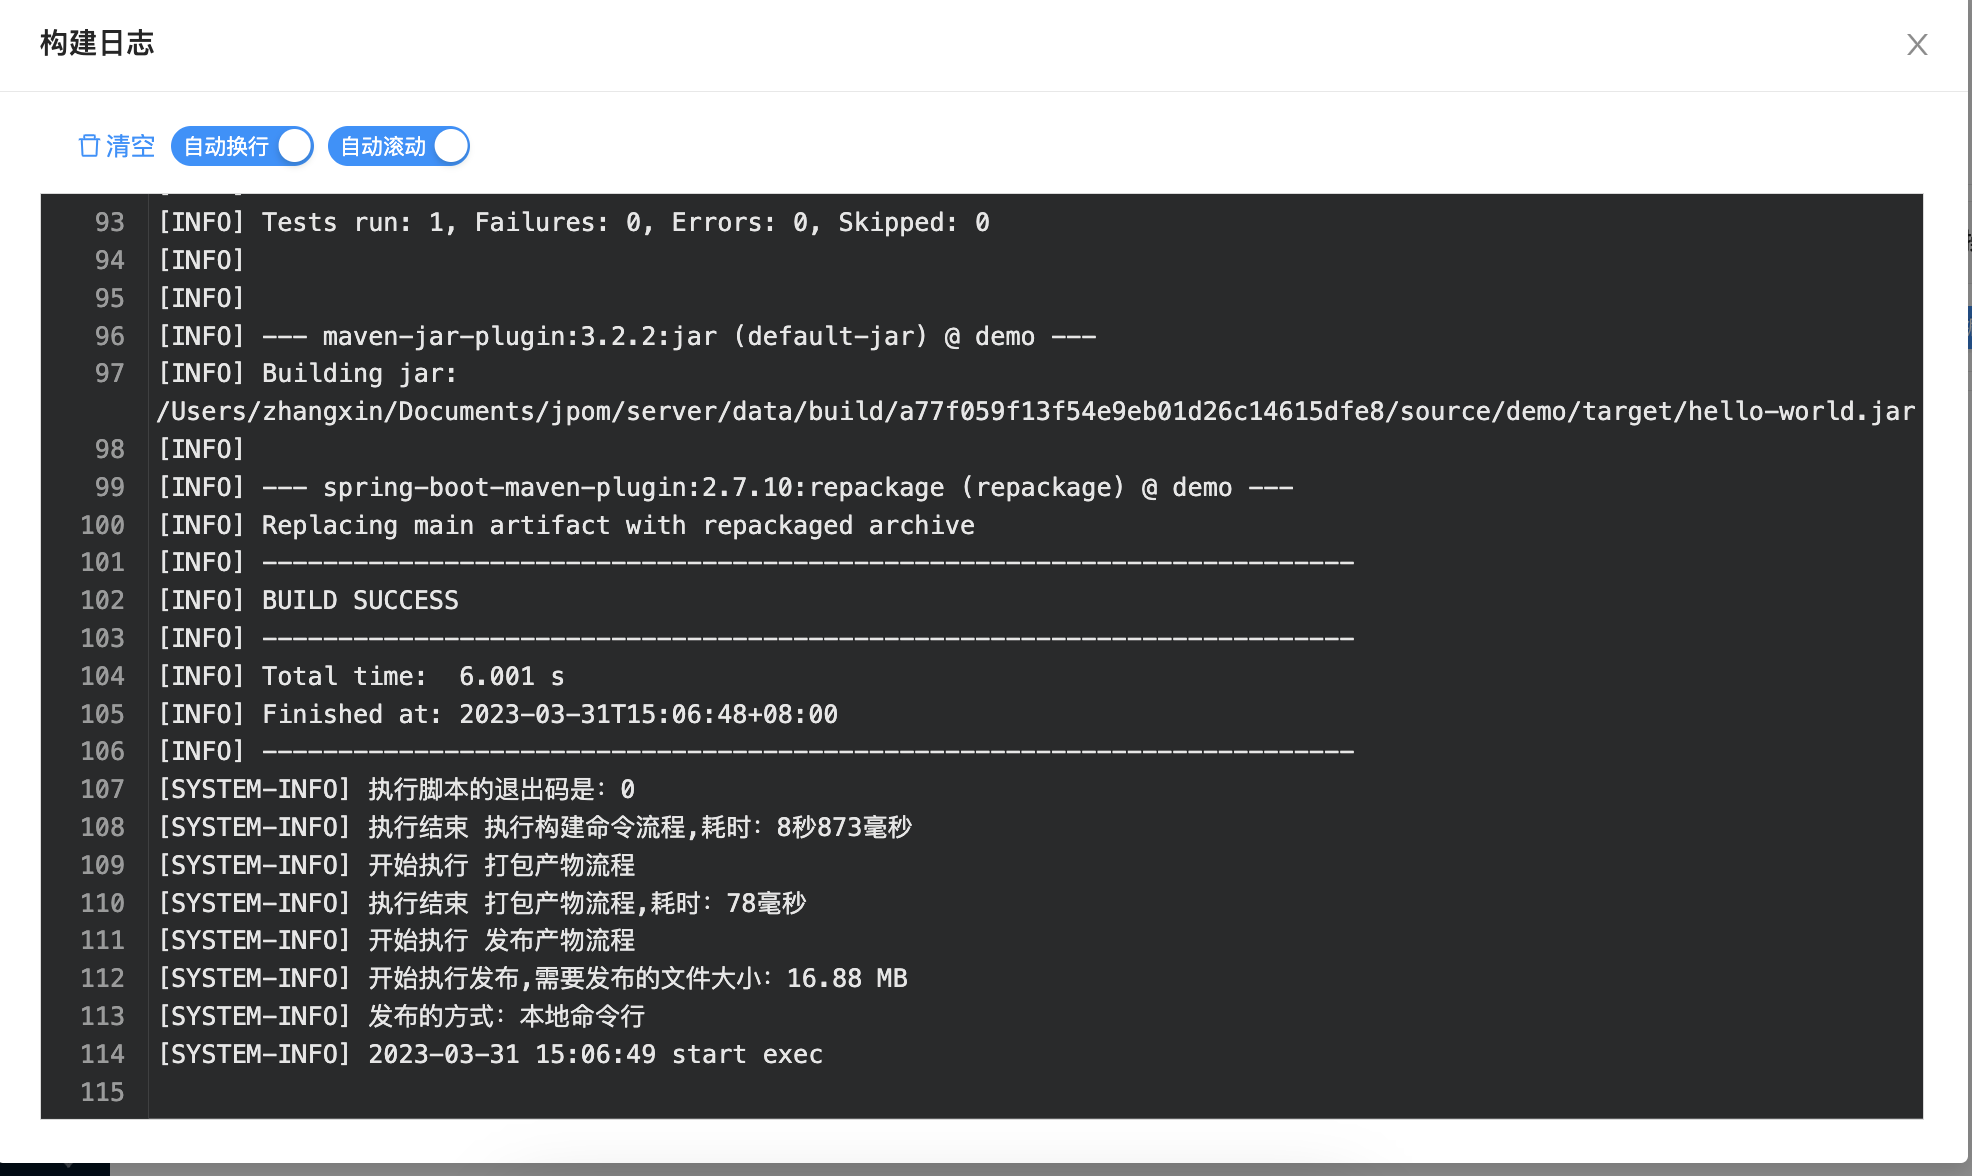 构建日志
清空 自动换行 自动滚动
93 [INFO] Tests run: 1, Failures: 0, Errors: 0, Skipped: 0
94 [INFO]
95 [INFO]
96 [INFO] --- maven-jar-plugin:3.2.2:jar (default-jar) @ demo ---
97 [INFO] Building jar:
/Users/zhangxin/Documents/jpom/server/data/build/a77f059f13f54e9eb01d26c14615dfe8/source/demo/target/hello-world.jar
98 [INFO]
99 [INFO] --- spring-boot-maven-plugin:2.7.10:repackage (repackage) @ demo ---
100 [INFO] Replacing main artifact with repackaged archive
101 [INFO] ------------------------------------------------------------------------
102 [INFO] BUILD SUCCESS
103 [INFO] ------------------------------------------------------------------------
104 [INFO] Total time:  6.001 s
105 [INFO] Finished at: 2023-03-31T15:06:48+08:00
106 [INFO] ------------------------------------------------------------------------
107 [SYSTEM-INFO] 执行脚本的退出码是：0
108 [SYSTEM-INFO] 执行结束 执行构建命令流程,耗时：8秒873毫秒
109 [SYSTEM-INFO] 开始执行 打包产物流程
110 [SYSTEM-INFO] 执行结束 打包产物流程,耗时：78毫秒
111 [SYSTEM-INFO] 开始执行 发布产物流程
112 [SYSTEM-INFO] 开始执行发布,需要发布的文件大小：16.88 MB
113 [SYSTEM-INFO] 发布的方式：本地命令行
114 [SYSTEM-INFO] 2023-03-31 15:06:49 start exec
115